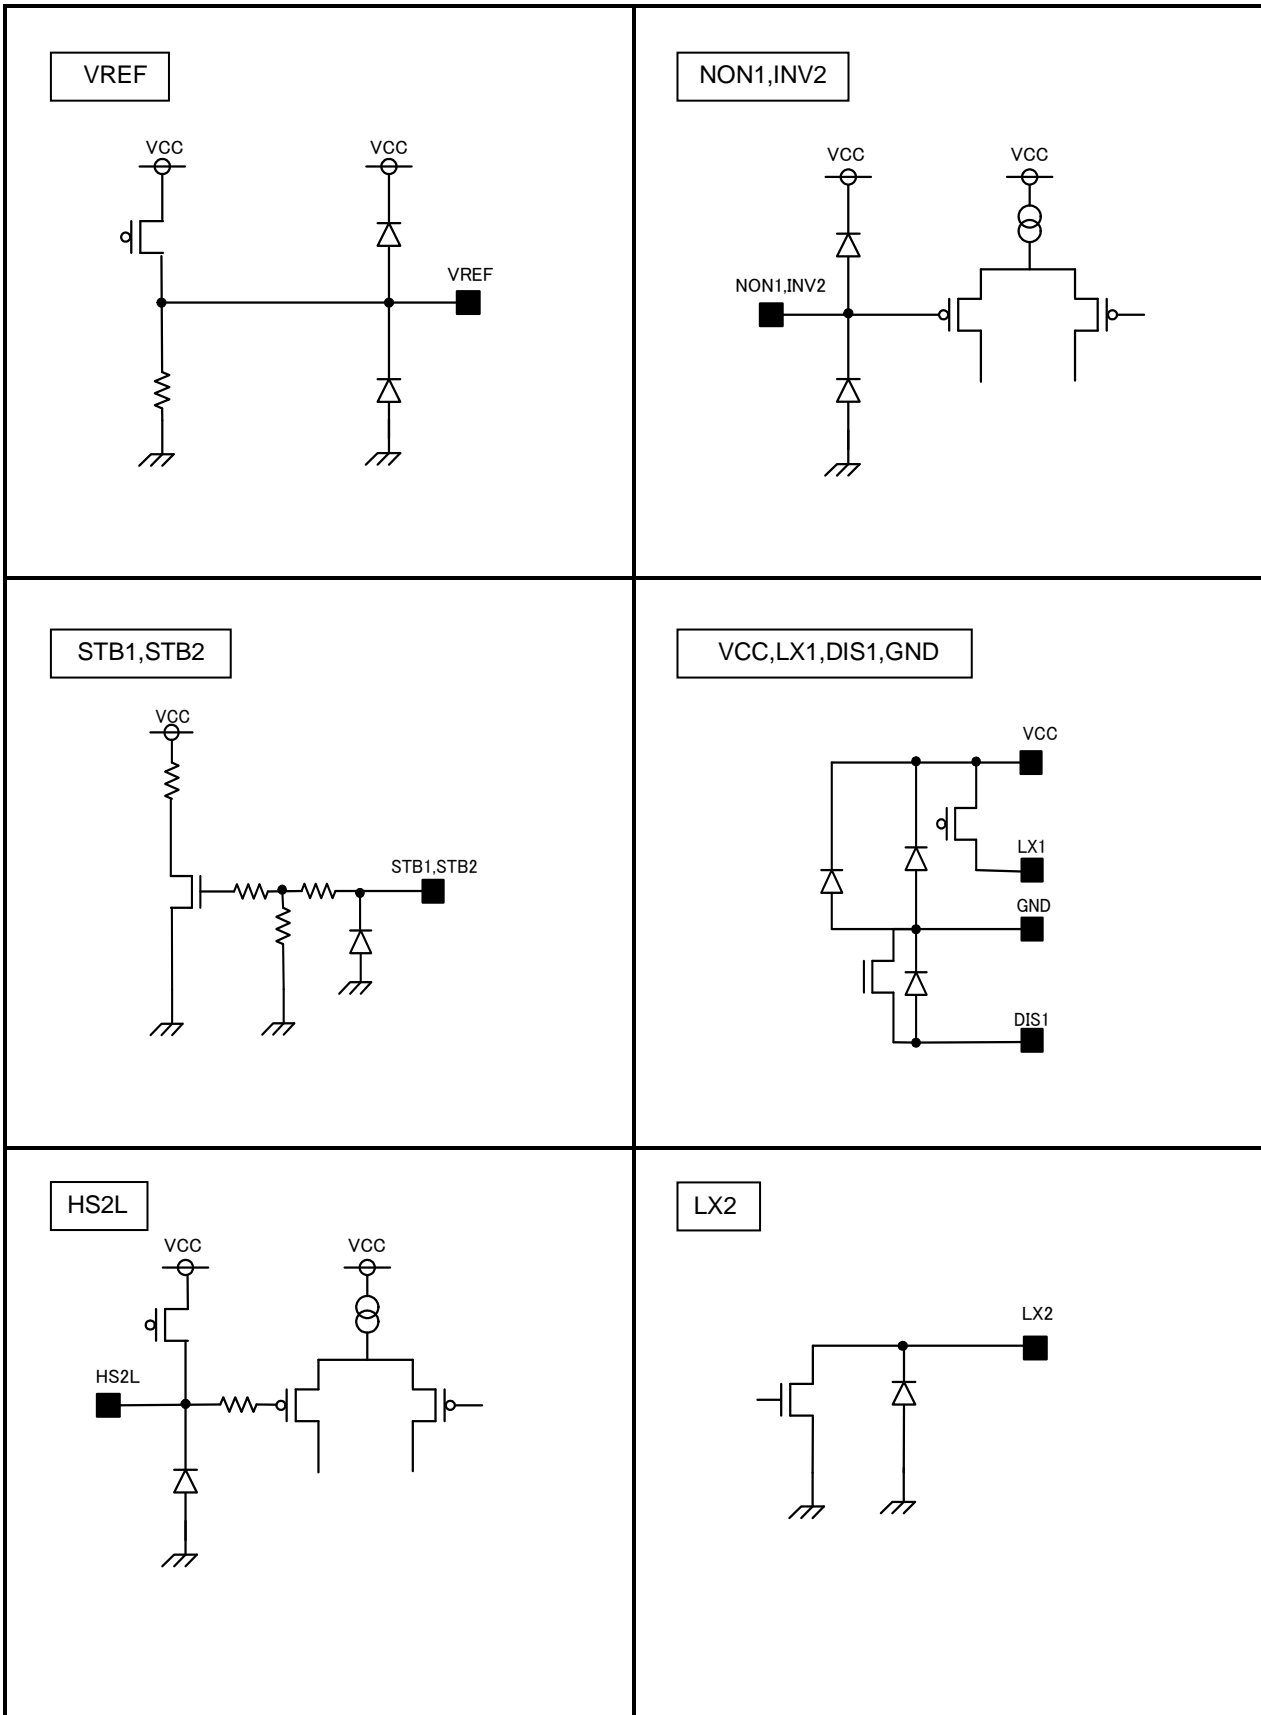 VREF
VCC
VCC
VREF
NON1,INV2
VCC
VCC
NON1,INV2
STB1,STB2
VCC
STB1,STB2
VCC,LX1,DIS1,GND
VCC
LX1
GND
DIS1
HS2L
VCC
VCC
HS2L
LX2
LX2